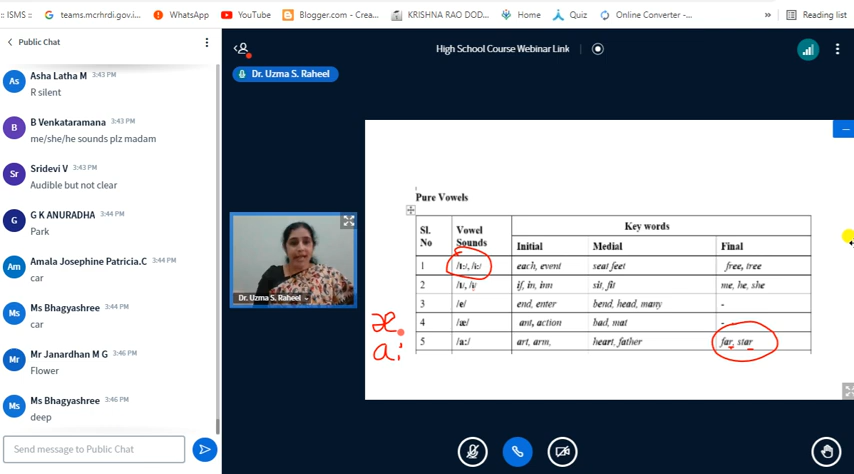 :: ISMS ::
teams.mcrhrdi.gov.i...
WhatsApp
YouTube
Blogger.com - Crea...
KRISHNA RAO DOD...
Home
Quiz
Online Converter -...
»
Reading list
Public Chat
As
Asha Latha M 3:43 PM
R silent
B
B Venkataramana 3:43 PM
me/she/he sounds plz madam
Sr
Sridevi V 3:43 PM
Audible but not clear
G
G K ANURADHA 3:44 PM
Park
Am
Amala Josephine Patricia.C 3:44 PM
car
Ms
Ms Bhagyashree 3:44 PM
car
Mr
Mr Janardhan M G 3:46 PM
Flower
Ms
Ms Bhagyashree 3:46 PM
deep
Send message to Public Chat
High School Course Webinar Link
Dr. Uzma S. Raheel
Dr. Uzma S. Raheel
Pure Vowels
Sl. No Vowel Sounds Key words
Initial Medial Final
1 each, event seat feet free, tree
2 if, in, inn sit, fit me, he, she
3 /e/ end, enter bend, head, many -
4 /æ/ ant, action bad, mat -
5 /a:/ art, arm, heart, father far, star
æ
a: